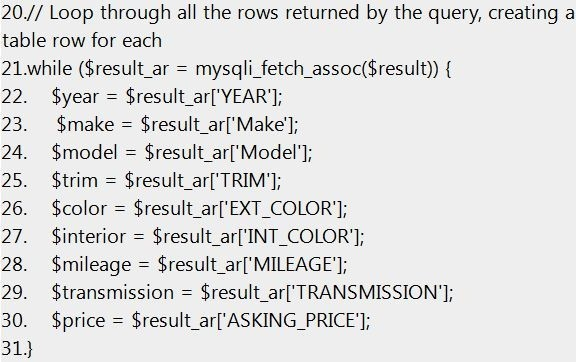 20.// Loop through all the rows returned by the query, creating a
table row for each
21.while ($result_ar = mysqli_fetch_assoc($result)) {
22.    $year = $result_ar['YEAR'];
23.     $make = $result_ar['Make'];
24.    $model = $result_ar['Model'];
25.    $trim = $result_ar['TRIM'];
26.    $color = $result_ar['EXT_COLOR'];
27.    $interior = $result_ar['INT_COLOR'];
28.    $mileage = $result_ar['MILEAGE'];
29.    $transmission = $result_ar['TRANSMISSION'];
30.    $price = $result_ar['ASKING_PRICE'];
31.}